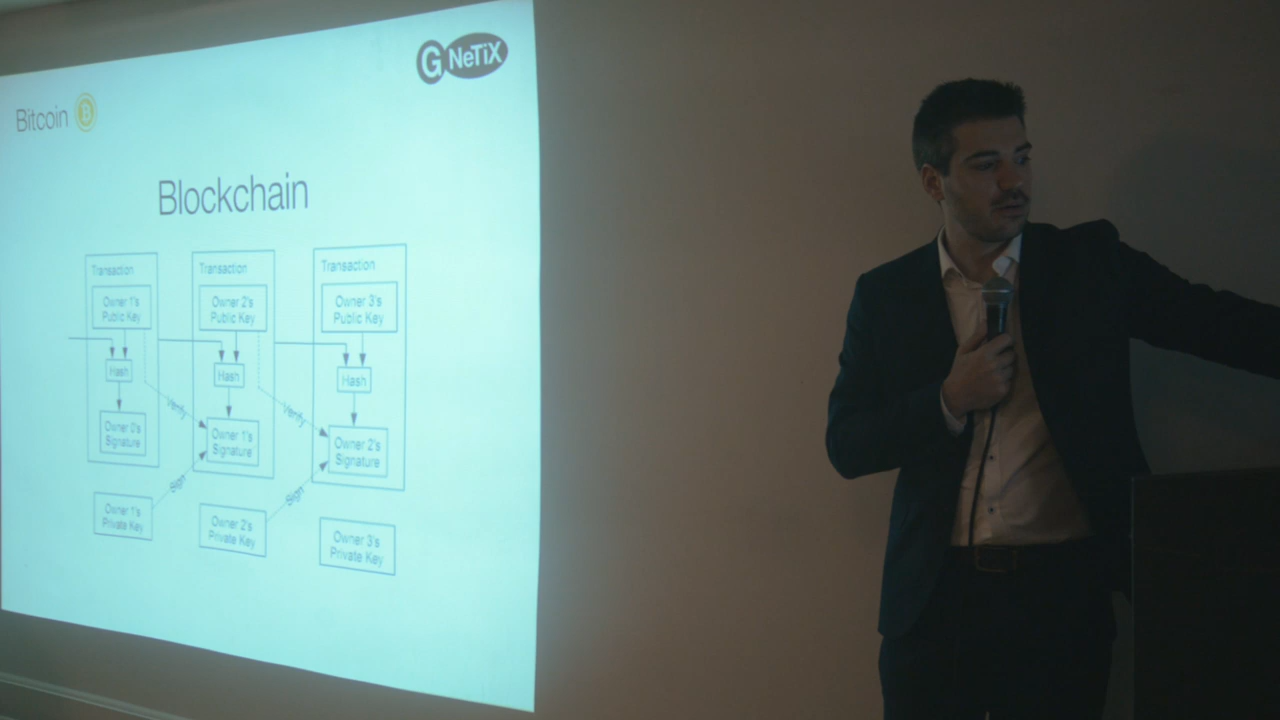 G NeTiX
Bitcoin B
Blockchain
Transaction
Transaction
Transaction
Owner 1's
Public Key
Owner 2's
Public Key
Owner 3's
Public Key
Hash
Hash
Hash
Verify
Verify
Owner 0's
Signature
Owner 1's
Signature
Owner 2's
Signature
Sign
Sign
Owner 1's
Private Key
Owner 2's
Private Key
Owner 3's
Private Key